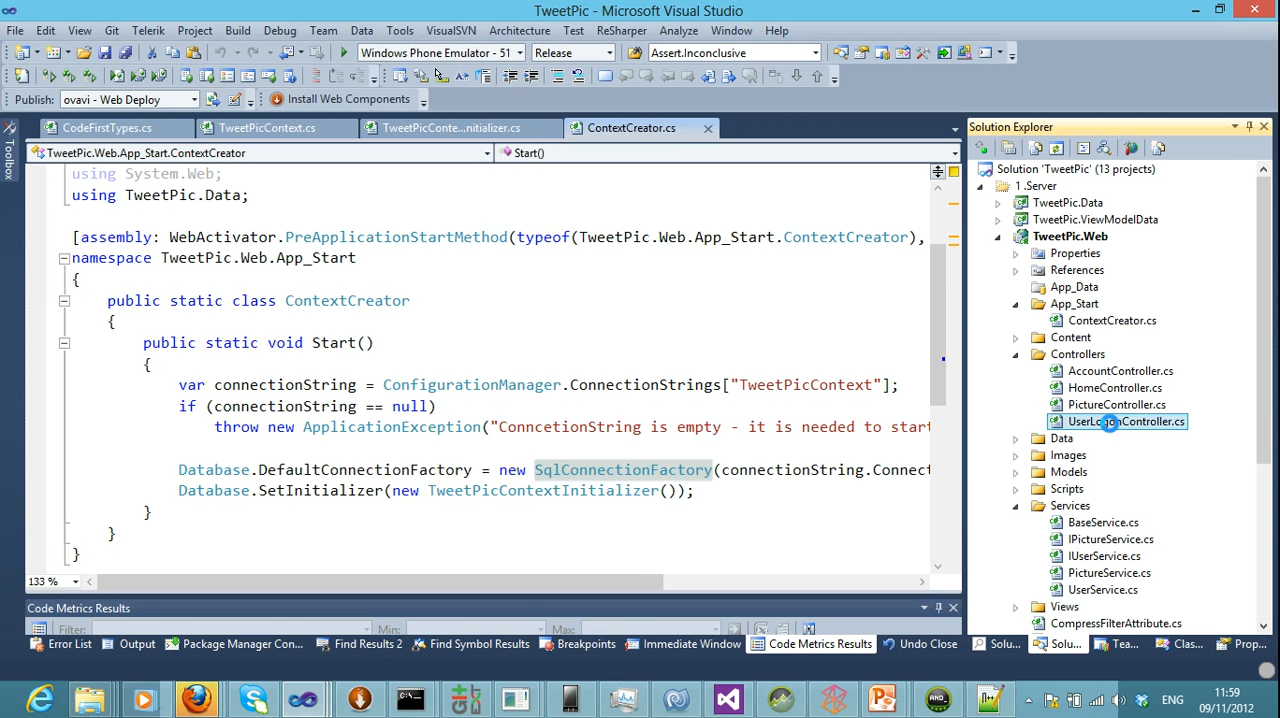 TweetPic - Microsoft Visual Studio
File Edit View Git Telerik Project Build Debug Team Data Tools VisualSVN Architecture Test ReSharper Analyze Window Help
Windows Phone Emulator - 51 Release Assert.Inconclusive
Publish: ovavi - Web Deploy Install Web Components
CodeFirstTypes.cs TweetPicContext.cs TweetPicConte...nitializer.cs ContextCreator.cs
TweetPic.Web.App_Start.ContextCreator Start()
Toolbox
using System.Web;
using TweetPic.Data;
[assembly: WebActivator.PreApplicationStartMethod(typeof(TweetPic.Web.App_Start.ContextCreator),
namespace TweetPic.Web.App_Start
{
public static class ContextCreator
{
public static void Start()
{
var connectionString = ConfigurationManager.ConnectionStrings["TweetPicContext"];
if (connectionString == null)
throw new ApplicationException("ConncetionString is empty - it is needed to start
Database.DefaultConnectionFactory = new SqlConnectionFactory(connectionString.Connect
Database.SetInitializer(new TweetPicContextInitializer());
}
}
}
133 %
Solution Explorer
Solution 'TweetPic' (13 projects)
1 .Server
TweetPic.Data
TweetPic.ViewModelData
TweetPic.Web
Properties
References
App_Data
App_Start
ContextCreator.cs
Content
Controllers
AccountController.cs
HomeController.cs
PictureController.cs
UserLogonController.cs
Data
Images
Models
Scripts
Services
BaseService.cs
IPictureService.cs
IUserService.cs
PictureService.cs
UserService.cs
Views
CompressFilterAttribute.cs
Code Metrics Results
Filter: Min: Max:
Error List Output Package Manager Con... Find Results 2 Find Symbol Results Breakpoints Immediate Window Code Metrics Results Undo Close
Solu... Solu... Tea... Clas... Prop...
ENG
11:59
09/11/2012